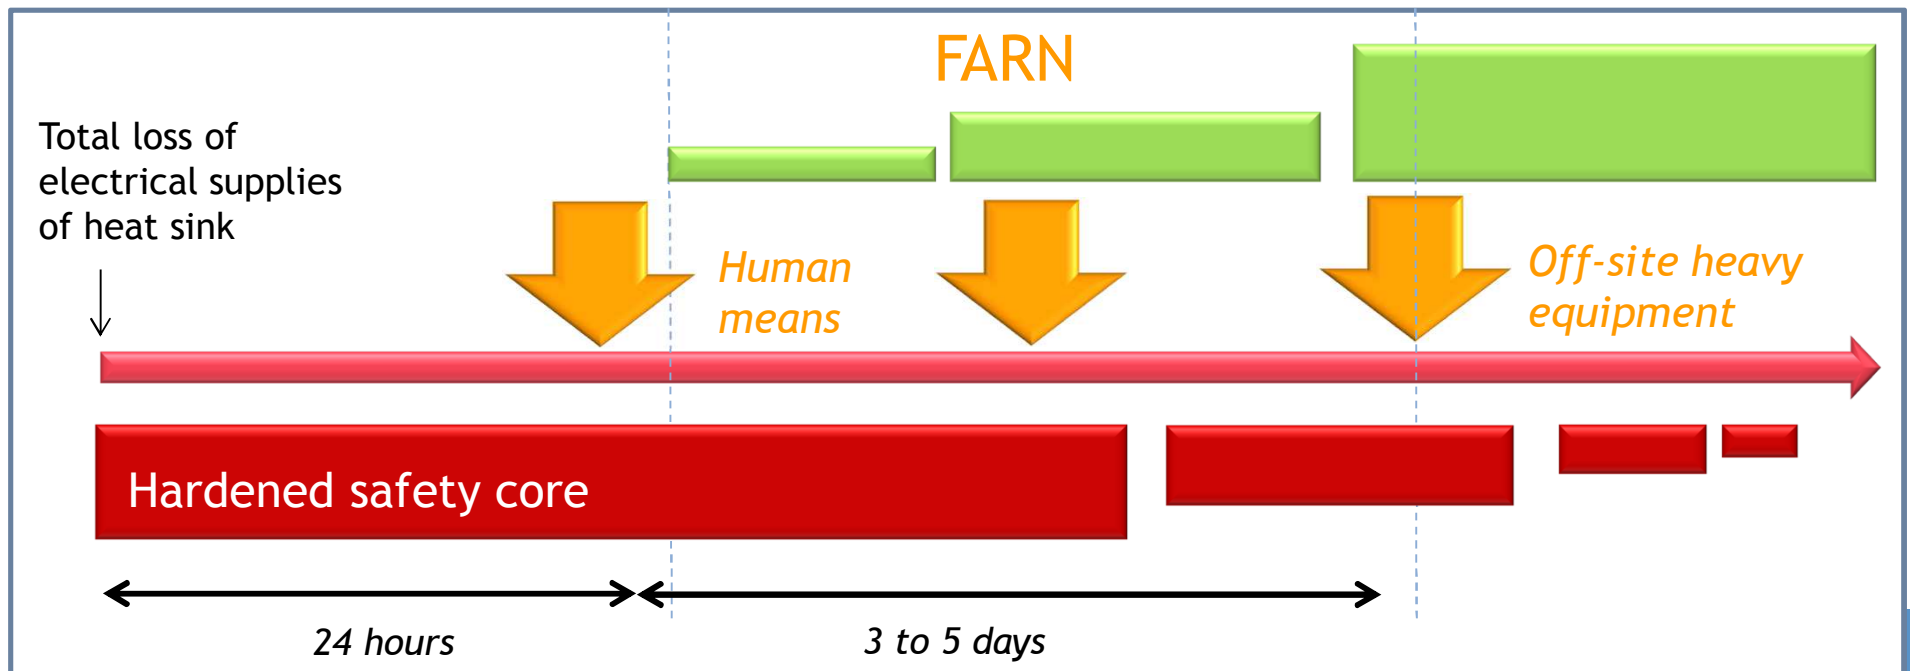 FARN
Total loss of
electrical supplies
of heat sink
Human
means
Off-site heavy
equipment
Hardened safety core
24 hours
3 to 5 days